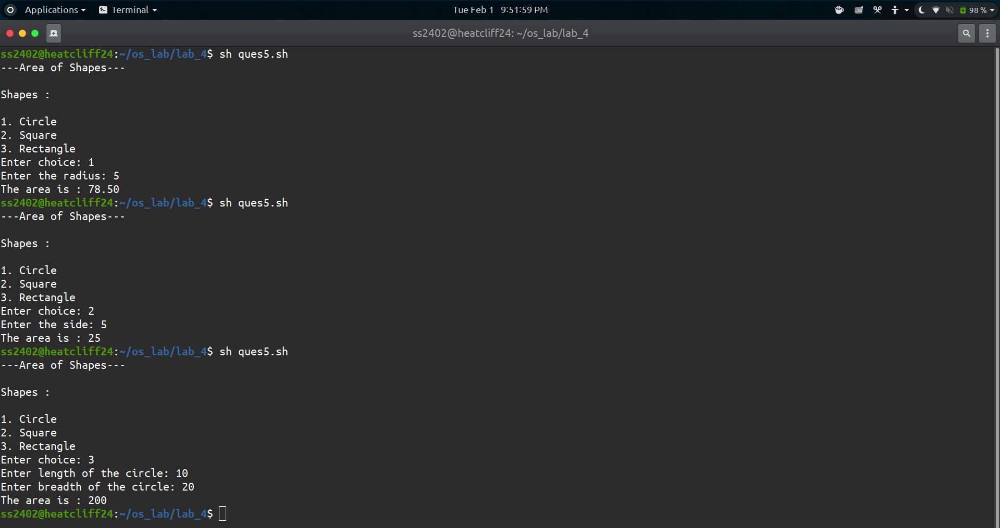 Applications Terminal Tue Feb 1 9:51:59 PM 30 98 %
ss2402@heatcliff24: ~/os_lab/lab_4
ss2402@heatcliff24:~/os_lab/lab_4$ sh ques5.sh
---Area of Shapes---
Shapes :
1. Circle
2. Square
3. Rectangle
Enter choice: 1
Enter the radius: 5
The area is : 78.50
ss2402@heatcliff24:~/os_lab/lab_4$ sh ques5.sh
---Area of Shapes---
Shapes :
1. Circle
2. Square
3. Rectangle
Enter choice: 2
Enter the side: 5
The area is : 25
ss2402@heatcliff24:~/os_lab/lab_4$ sh ques5.sh
---Area of Shapes---
Shapes :
1. Circle
2. Square
3. Rectangle
Enter choice: 3
Enter length of the circle: 10
Enter breadth of the circle: 20
The area is : 200
ss2402@heatcliff24:~/os_lab/lab_4$